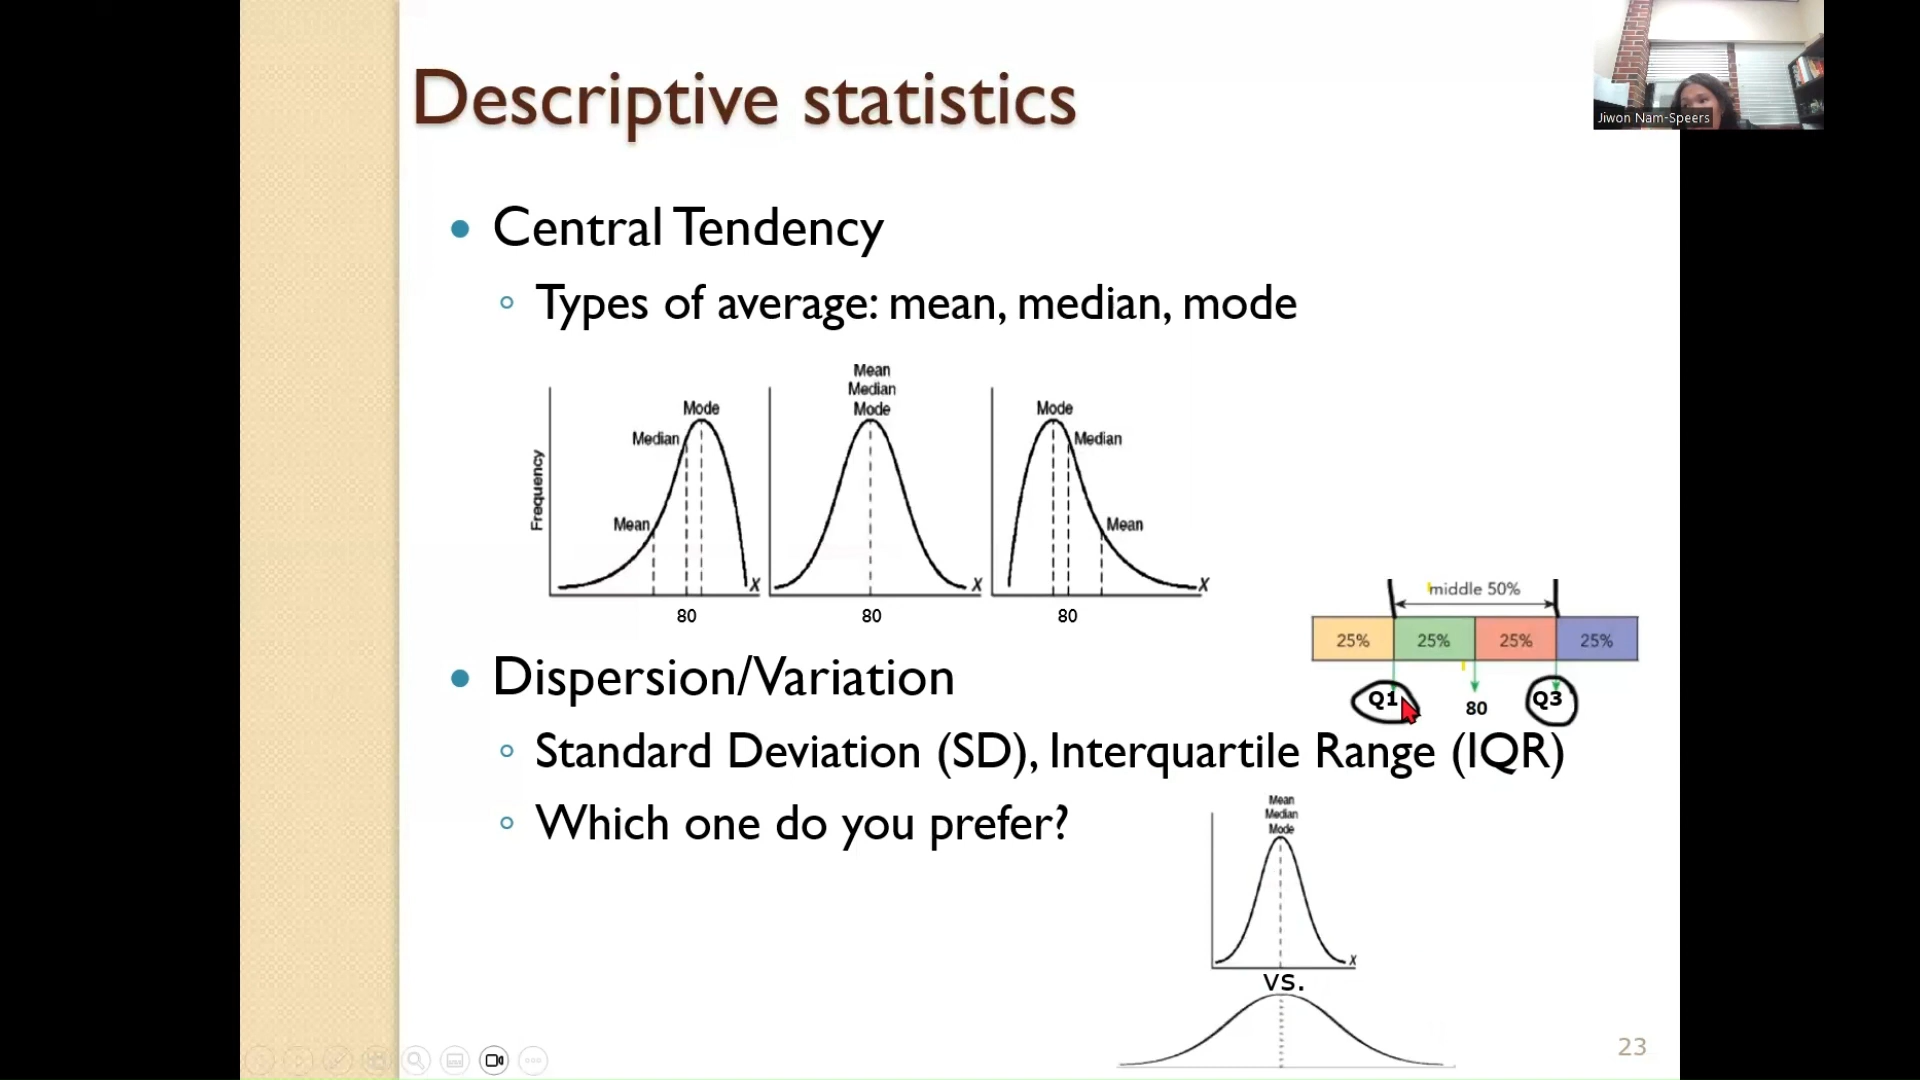 Descriptive statistics
Jiwon Nam-Speers
• Central Tendency
◦ Types of average: mean, median, mode
Frequency
Mode
Median
Mean
X
80
Mean
Median
Mode
X
80
Mode
Median
Mean
X
80
middle 50%
25% 25% 25% 25%
Q1 80 Q3
• Dispersion/Variation
◦ Standard Deviation (SD), Interquartile Range (IQR)
◦ Which one do you prefer?
Mean
Median
Mode
X
vs.
23